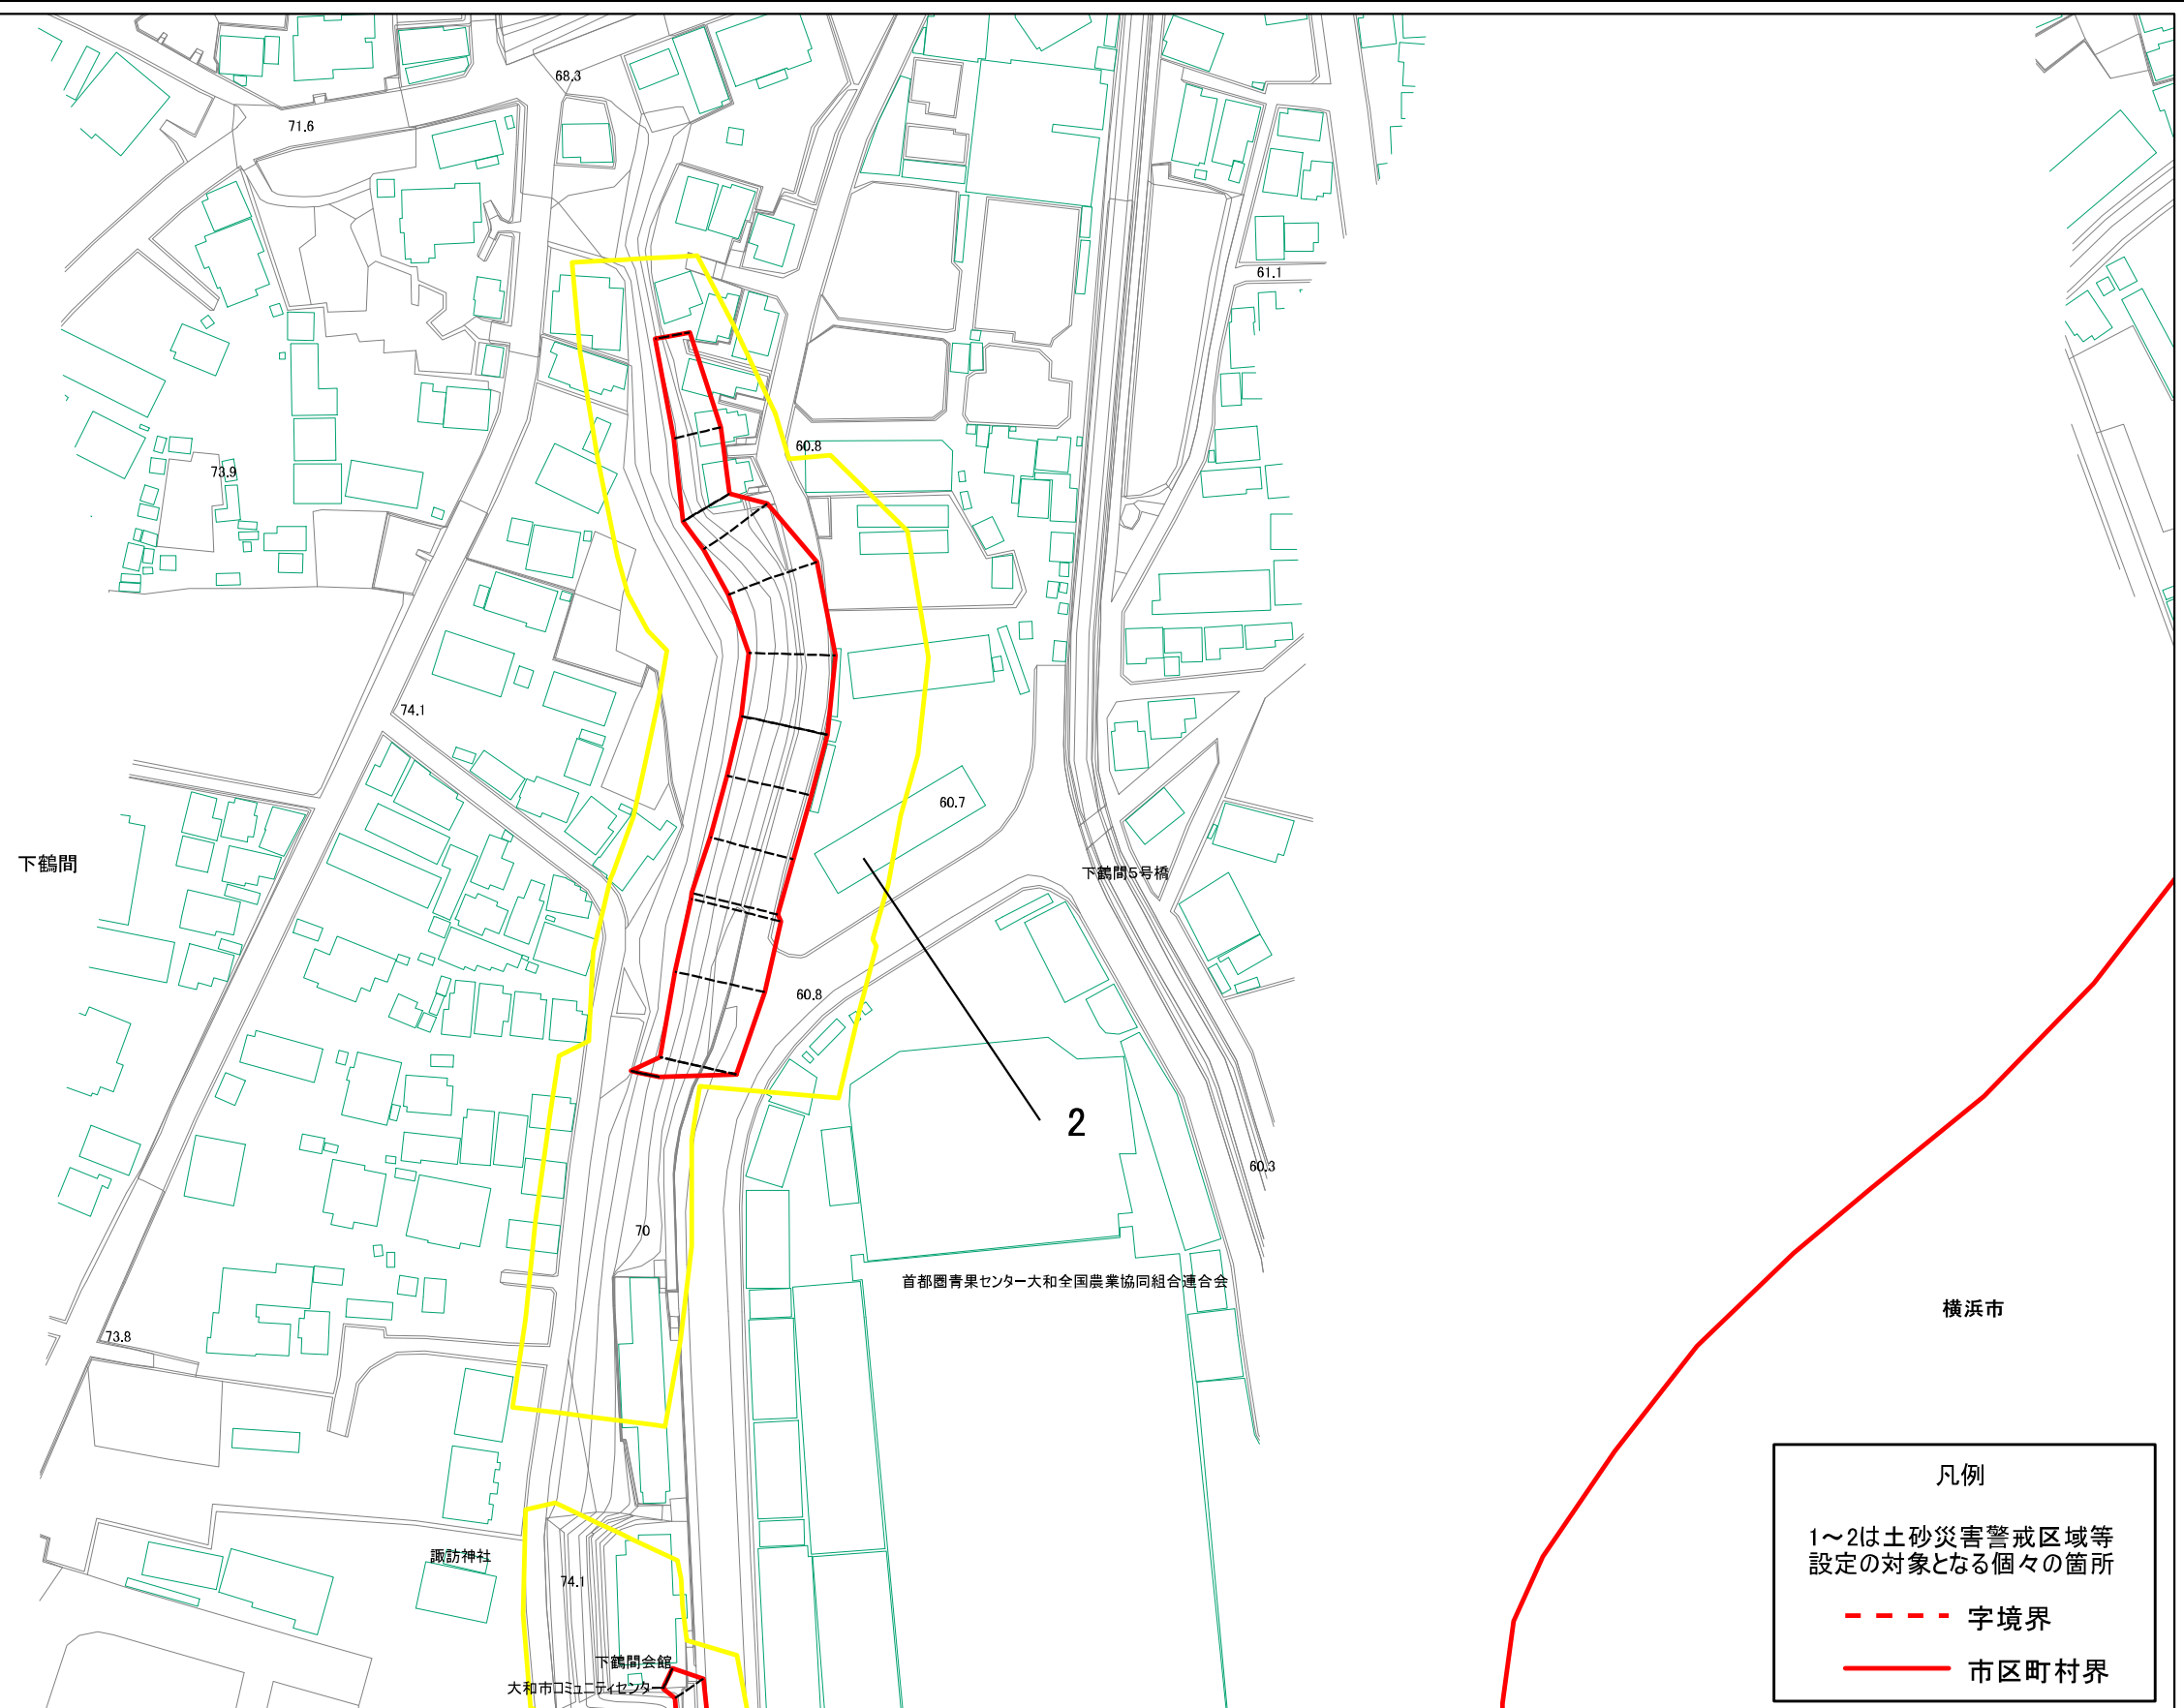 68.3
71.6
61.1
60.8
73.9
74.1
60.7
下鶴間
下鶴間5号橋
60.8
2
60.3
70
首都圏青果センター大和全国農業協同組合連合会
横浜市
73.8
凡例
1～2は土砂災害警戒区域等
設定の対象となる個々の箇所
字境界
市区町村界
諏訪神社
74.1
下鶴間会館
大和市コミュニティセンター